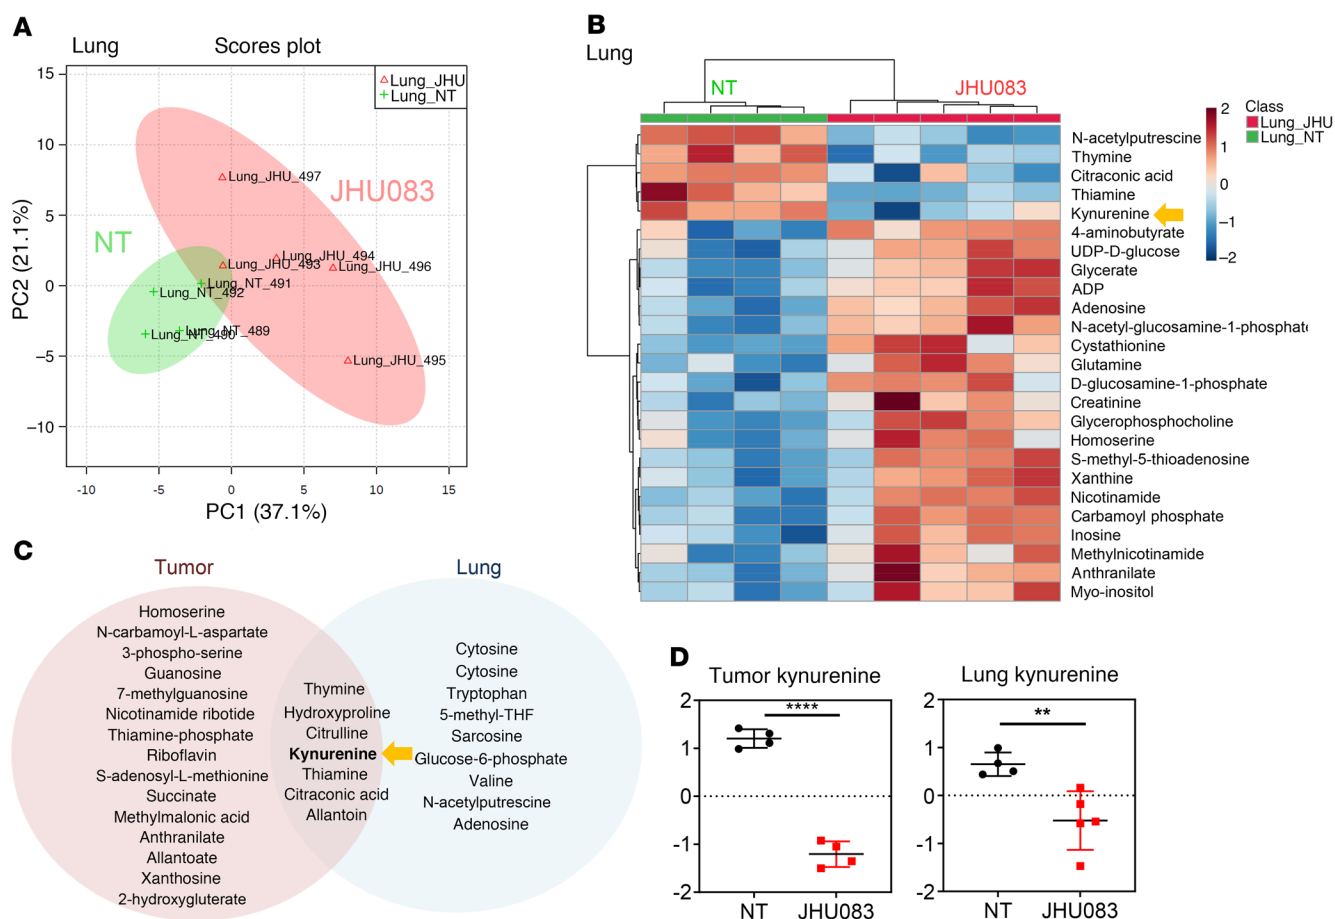 A
Lung
Scores plot
Lung_JHU
Lung_NT
15
10
5
0
−5
−10
PC2 (21.1%)
JHU083
NT
Lung_JHU_497
Lung_JHU_494
Lung_JHU_493
Lung_JHU_496
Lung_NT_491
Lung_NT_492
Lung_NT_489
Lung_NT_490
Lung_JHU_495
-10
-5
0
5
10
15
PC1 (37.1%)
B
Lung
NT
JHU083
N-acetylputrescine
Thymine
Citraconic acid
Thiamine
Kynurenine
4-aminobutyrate
UDP-D-glucose
Glycerate
ADP
Adenosine
N-acetyl-glucosamine-1-phosphate
Cystathionine
Glutamine
D-glucosamine-1-phosphate
Creatinine
Glycerophosphocholine
Homoserine
S-methyl-5-thioadenosine
Xanthine
Nicotinamide
Carbamoyl phosphate
Inosine
Methylnicotinamide
Anthranilate
Myo-inositol
2
1
0
−1
−2
Class
Lung_JHU
Lung_NT
C
Tumor
Lung
Homoserine
N-carbamoyl-L-aspartate
3-phospho-serine
Guanosine
7-methylguanosine
Nicotinamide ribotide
Thiamine-phosphate
Riboflavin
S-adenosyl-L-methionine
Succinate
Methylmalonic acid
Anthranilate
Allantoate
Xanthosine
2-hydroxygluterate
Thymine
Hydroxyproline
Citrulline
Kynurenine
Thiamine
Citraconic acid
Allantoin
Cytosine
Cytosine
Tryptophan
5-methyl-THF
Sarcosine
Glucose-6-phosphate
Valine
N-acetylputrescine
Adenosine
D
Tumor kynurenine
2
1
0
-1
-2
****
NT
JHU083
Lung kynurenine
2
1
0
-1
-2
**
NT
JHU083